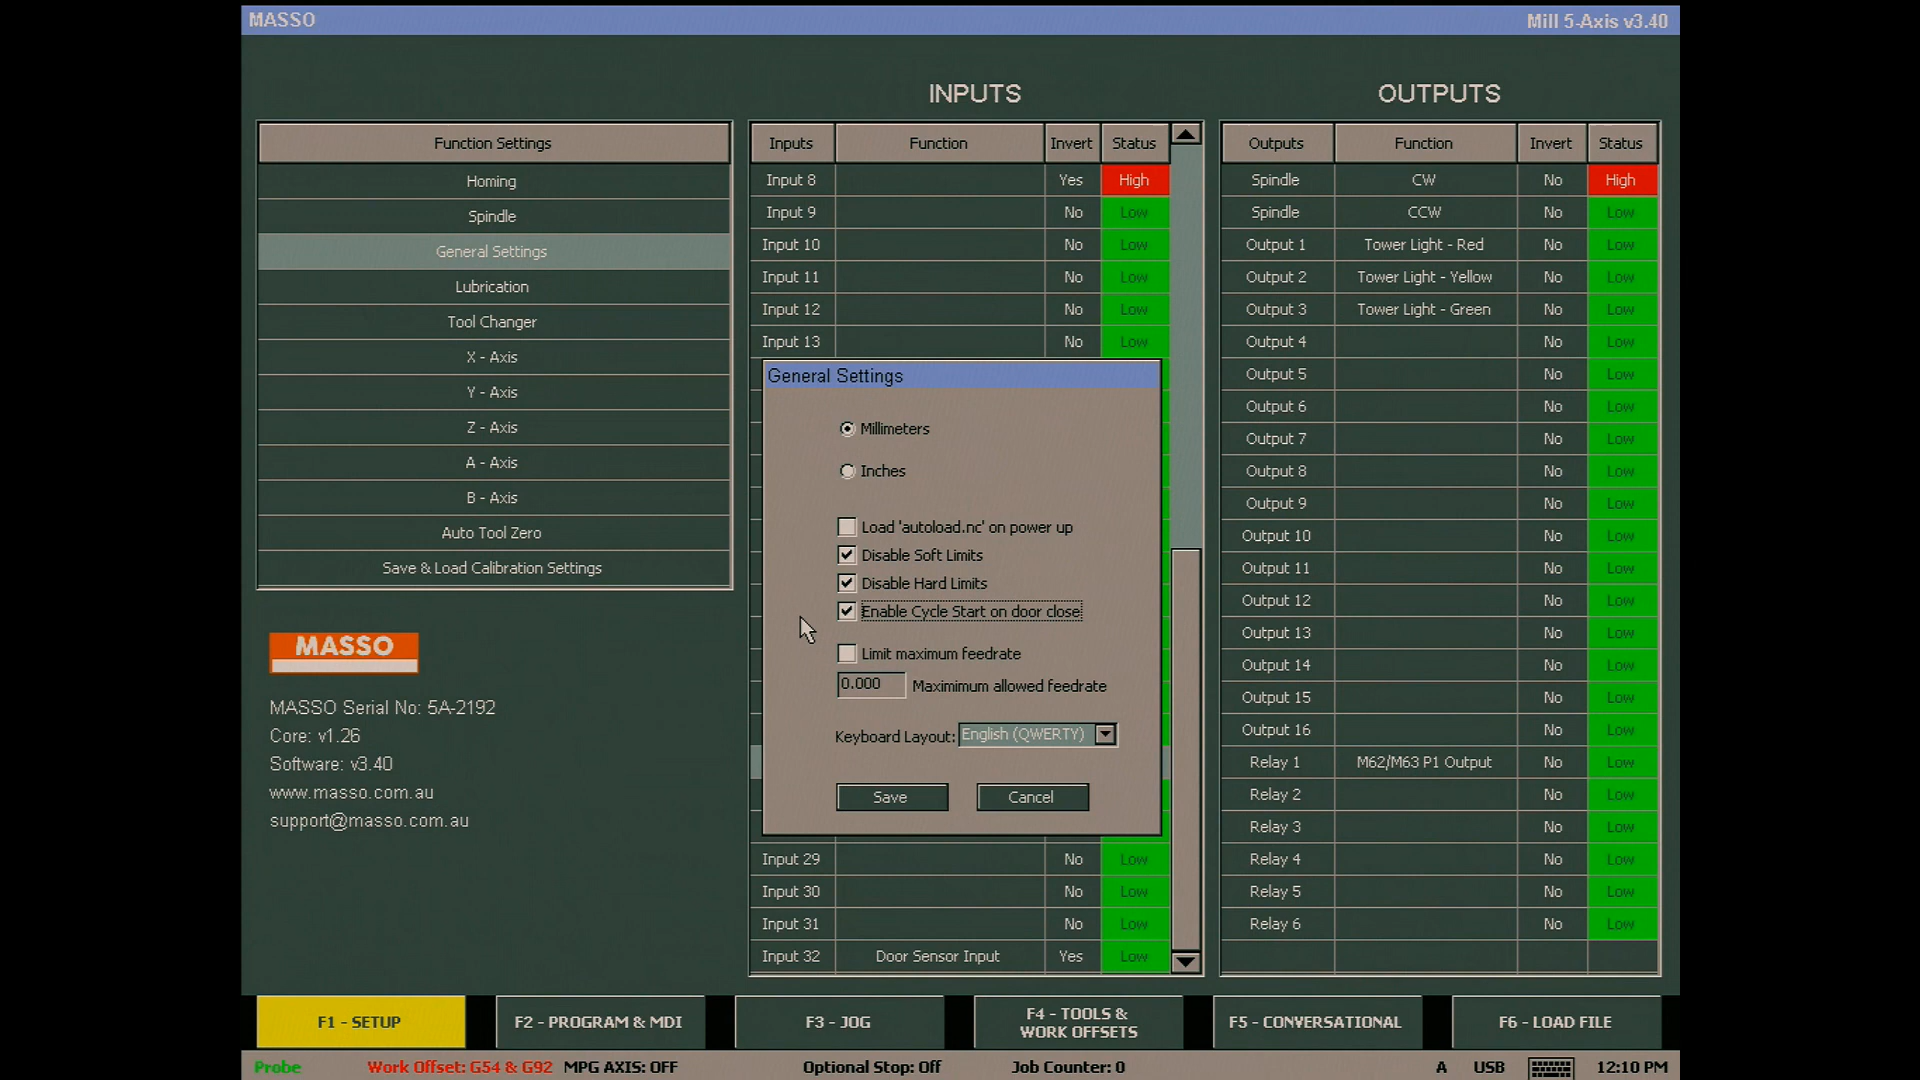 MASSO
Mill 5-Axis v3.40
INPUTS
OUTPUTS
Function Settings
Homing
Spindle
General Settings
Lubrication
Tool Changer
X - Axis
Y - Axis
Z - Axis
A - Axis
B - Axis
Auto Tool Zero
Save & Load Calibration Settings
MASSO
MASSO Serial No: 5A-2192
Core: v1.26
Software: v3.40
www.masso.com.au
support@masso.com.au
Inputs Function Invert Status
Input 8 Yes High
Input 9 No Low
Input 10 No Low
Input 11 No Low
Input 12 No Low
Input 13 No Low
General Settings
Millimeters
Inches
Load 'autoload.nc' on power up
Disable Soft Limits
Disable Hard Limits
Enable Cycle Start on door close
Limit maximum feedrate
0.000 Maximimum allowed feedrate
Keyboard Layout: English (QWERTY)
Save Cancel
Input 29 No Low
Input 30 No Low
Input 31 No Low
Input 32 Door Sensor Input Yes Low
Outputs Function Invert Status
Spindle CW No High
Spindle CCW No Low
Output 1 Tower Light - Red No Low
Output 2 Tower Light - Yellow No Low
Output 3 Tower Light - Green No Low
Output 4 No Low
Output 5 No Low
Output 6 No Low
Output 7 No Low
Output 8 No Low
Output 9 No Low
Output 10 No Low
Output 11 No Low
Output 12 No Low
Output 13 No Low
Output 14 No Low
Output 15 No Low
Output 16 No Low
Relay 1 M62/M63 P1 Output No Low
Relay 2 No Low
Relay 3 No Low
Relay 4 No Low
Relay 5 No Low
Relay 6 No Low
F1 - SETUP
F2 - PROGRAM & MDI
F3 - JOG
F4 - TOOLS &
WORK OFFSETS
F5 - CONVERSATIONAL
F6 - LOAD FILE
Probe Work Offset: G54 & G92 MPG AXIS: OFF Optional Stop: Off Job Counter: 0 A USB 12:10 PM